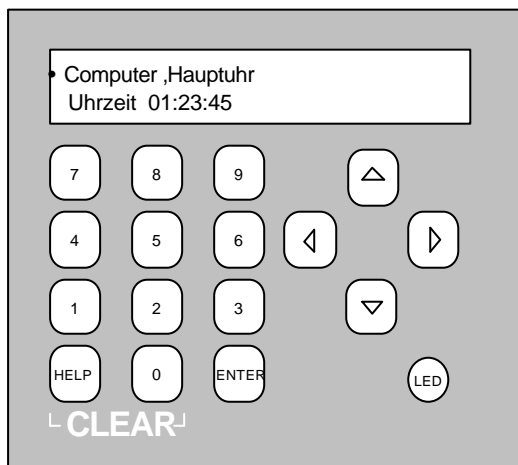 • Computer ,Hauptuhr
Uhrzeit 01:23:45
7 8 9
4 5 6
1 2 3
HELP 0 ENTER LED
CLEAR